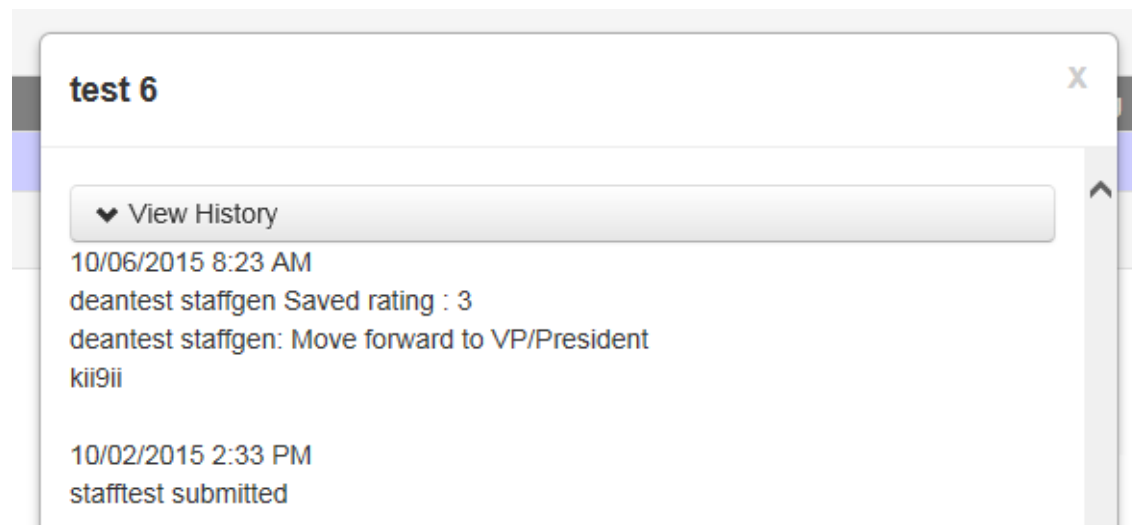 test 6
X
View History
10/06/2015 8:23 AM
deantest staffgen Saved rating : 3
deantest staffgen: Move forward to VP/President
kii9ii
10/02/2015 2:33 PM
stafftest submitted